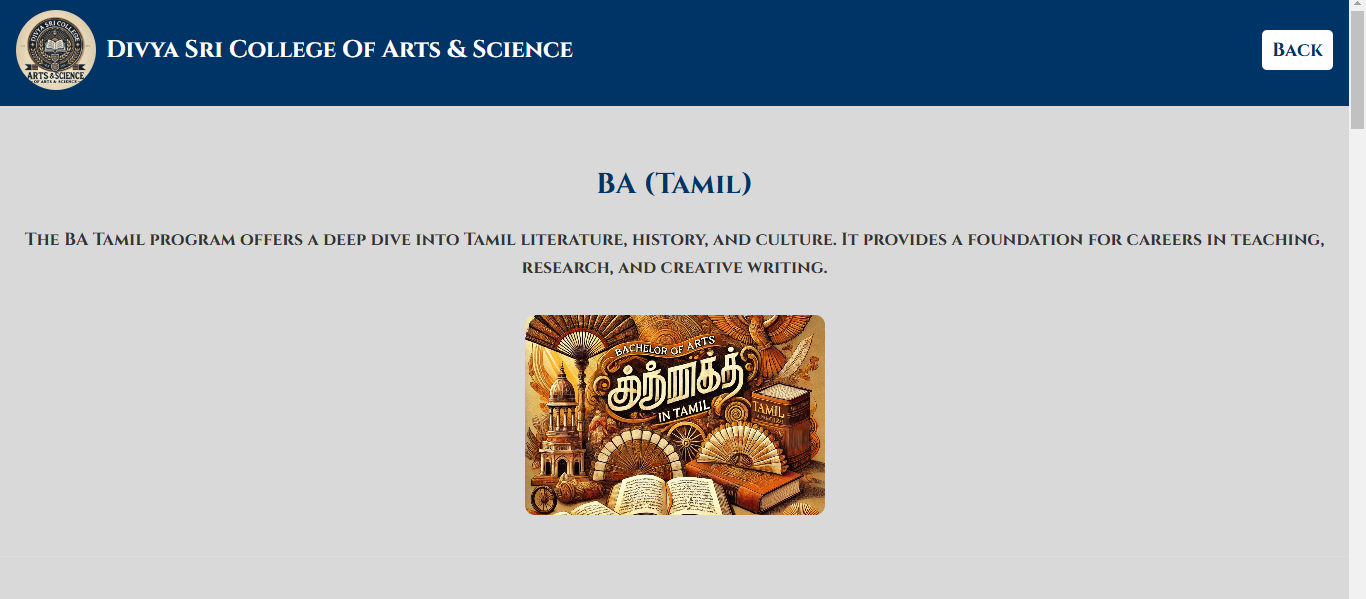 DIVYA SRI COLLEGE
ARTS & SCIENCE
OF ARTS & SCIENCE
Divya Sri College Of Arts & Science
Back
BA (Tamil)
The BA Tamil program offers a deep dive into Tamil literature, history, and culture. It provides a foundation for careers in teaching,
research, and creative writing.
BACHELOR OF ARTS
IN TAMIL
TAMIL